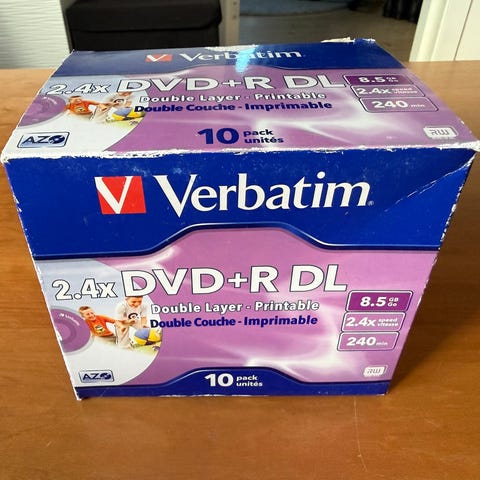 Verbatim
2.4x DVD+R DL
Double Layer - Printable
Double Couche - Imprimable
8.5 GB Go
2.4x speed vitesse
240 min
AZO
10 pack unités
RW
V Verbatim®
2.4x DVD+R DL
Double Layer - Printable
Double Couche - Imprimable
8.5 GB Go
2.4x speed vitesse
240 min
AZO
10 pack unités
RW